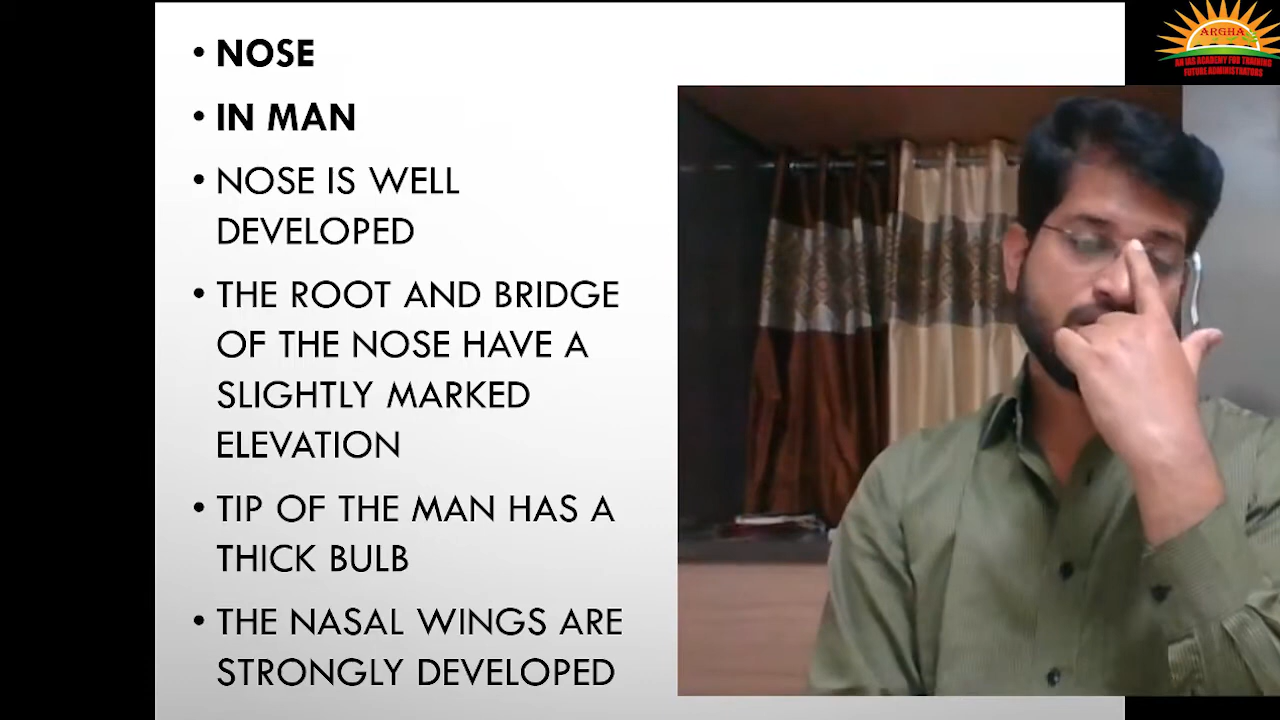 • NOSE
• IN MAN
• NOSE IS WELL
DEVELOPED
• THE ROOT AND BRIDGE
OF THE NOSE HAVE A
SLIGHTLY MARKED
ELEVATION
• TIP OF THE MAN HAS A
THICK BULB
• THE NASAL WINGS ARE
STRONGLY DEVELOPED
ARGHA
AN IAS ACADEMY FOR TRAINING
FUTURE ADMINISTRATORS